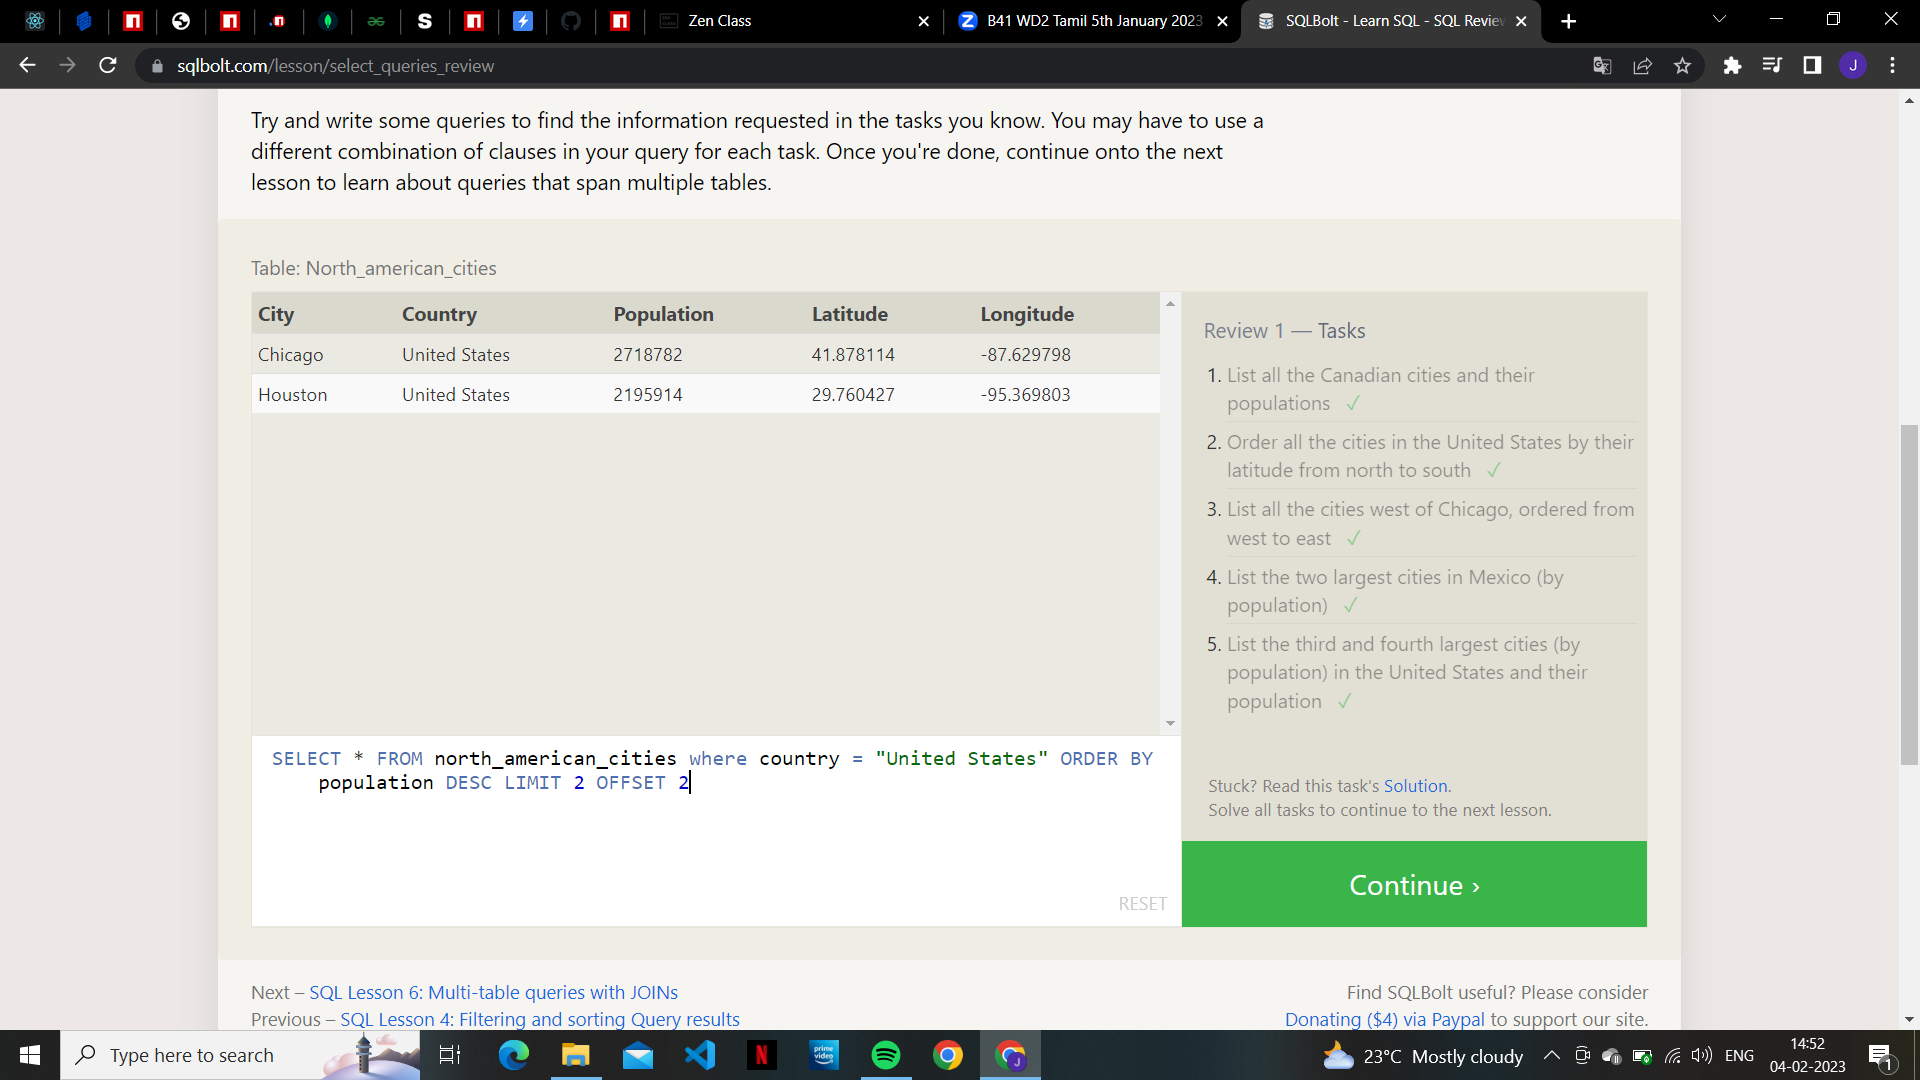 Zen Class
B41 WD2 Tamil 5th January 2023
SQLBolt - Learn SQL - SQL Review
sqlbolt.com/lesson/select_queries_review
J
Try and write some queries to find the information requested in the tasks you know. You may have to use a
different combination of clauses in your query for each task. Once you're done, continue onto the next
lesson to learn about queries that span multiple tables.
Table: North_american_cities
City Country Population Latitude Longitude
Chicago United States 2718782 41.878114 -87.629798
Houston United States 2195914 29.760427 -95.369803
Review 1 — Tasks
1. List all the Canadian cities and their
populations ✓
2. Order all the cities in the United States by their
latitude from north to south ✓
3. List all the cities west of Chicago, ordered from
west to east ✓
4. List the two largest cities in Mexico (by
population) ✓
5. List the third and fourth largest cities (by
population) in the United States and their
population ✓
SELECT * FROM north_american_cities where country = "United States" ORDER BY
population DESC LIMIT 2 OFFSET 2
RESET
Stuck? Read this task's Solution.
Solve all tasks to continue to the next lesson.
Continue ›
Next – SQL Lesson 6: Multi-table queries with JOINs
Previous – SQL Lesson 4: Filtering and sorting Query results
Find SQLBolt useful? Please consider
Donating ($4) via Paypal to support our site.
Type here to search
23°C Mostly cloudy
ENG
14:52
04-02-2023
1